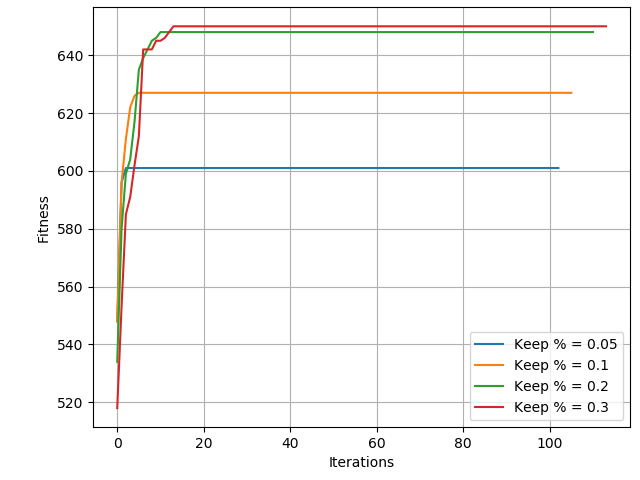 640
620
600
580
560
540
520
Fitness
0
20
40
60
80
100
Iterations
Keep % = 0.05
Keep % = 0.1
Keep % = 0.2
Keep % = 0.3